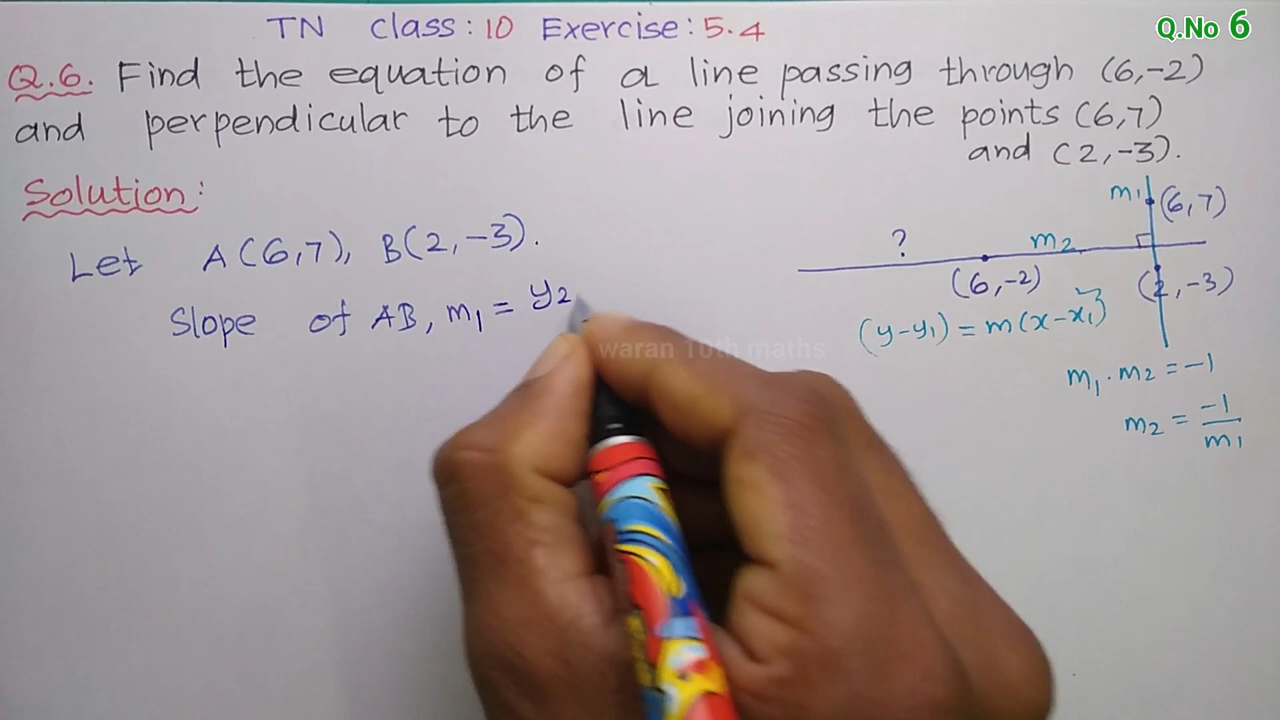 TN Class: 10 Exercise: 5.4
Q.No 6
Q.6. Find the equation of a line passing through (6,-2)
and perpendicular to the line joining the points (6,7)
and (2,-3).
Solution:
Let A(6,7), B(2,-3).
Slope of AB, m₁ = y₂
m₁ (6,7)
? m₂
(6,-2) (2,-3)
(y-y₁) = m(x-x₁)
m₁ . m₂ = -1
m₂ = -1/m₁
waran 10th maths